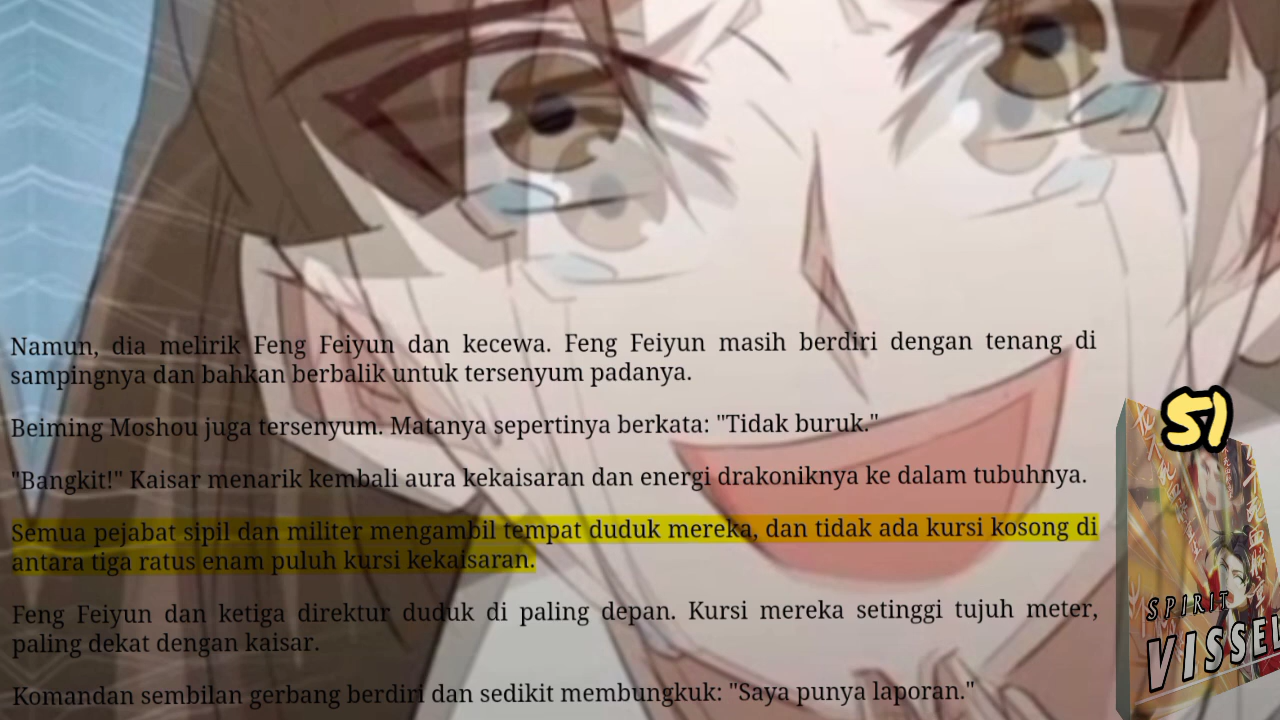 Namun, dia melirik Feng Feiyun dan kecewa. Feng Feiyun masih berdiri dengan tenang di
sampingnya dan bahkan berbalik untuk tersenyum padanya.
Beiming Moshou juga tersenyum. Matanya sepertinya berkata: "Tidak buruk."
"Bangkit!" Kaisar menarik kembali aura kekaisaran dan energi drakoniknya ke dalam tubuhnya.
Semua pejabat sipil dan militer mengambil tempat duduk mereka, dan tidak ada kursi kosong di
antara tiga ratus enam puluh kursi kekaisaran.
Feng Feiyun dan ketiga direktur duduk di paling depan. Kursi mereka setinggi tujuh meter,
paling dekat dengan kaisar.
Komandan sembilan gerbang berdiri dan sedikit membungkuk: "Saya punya laporan."
SPIRIT
VISSEL